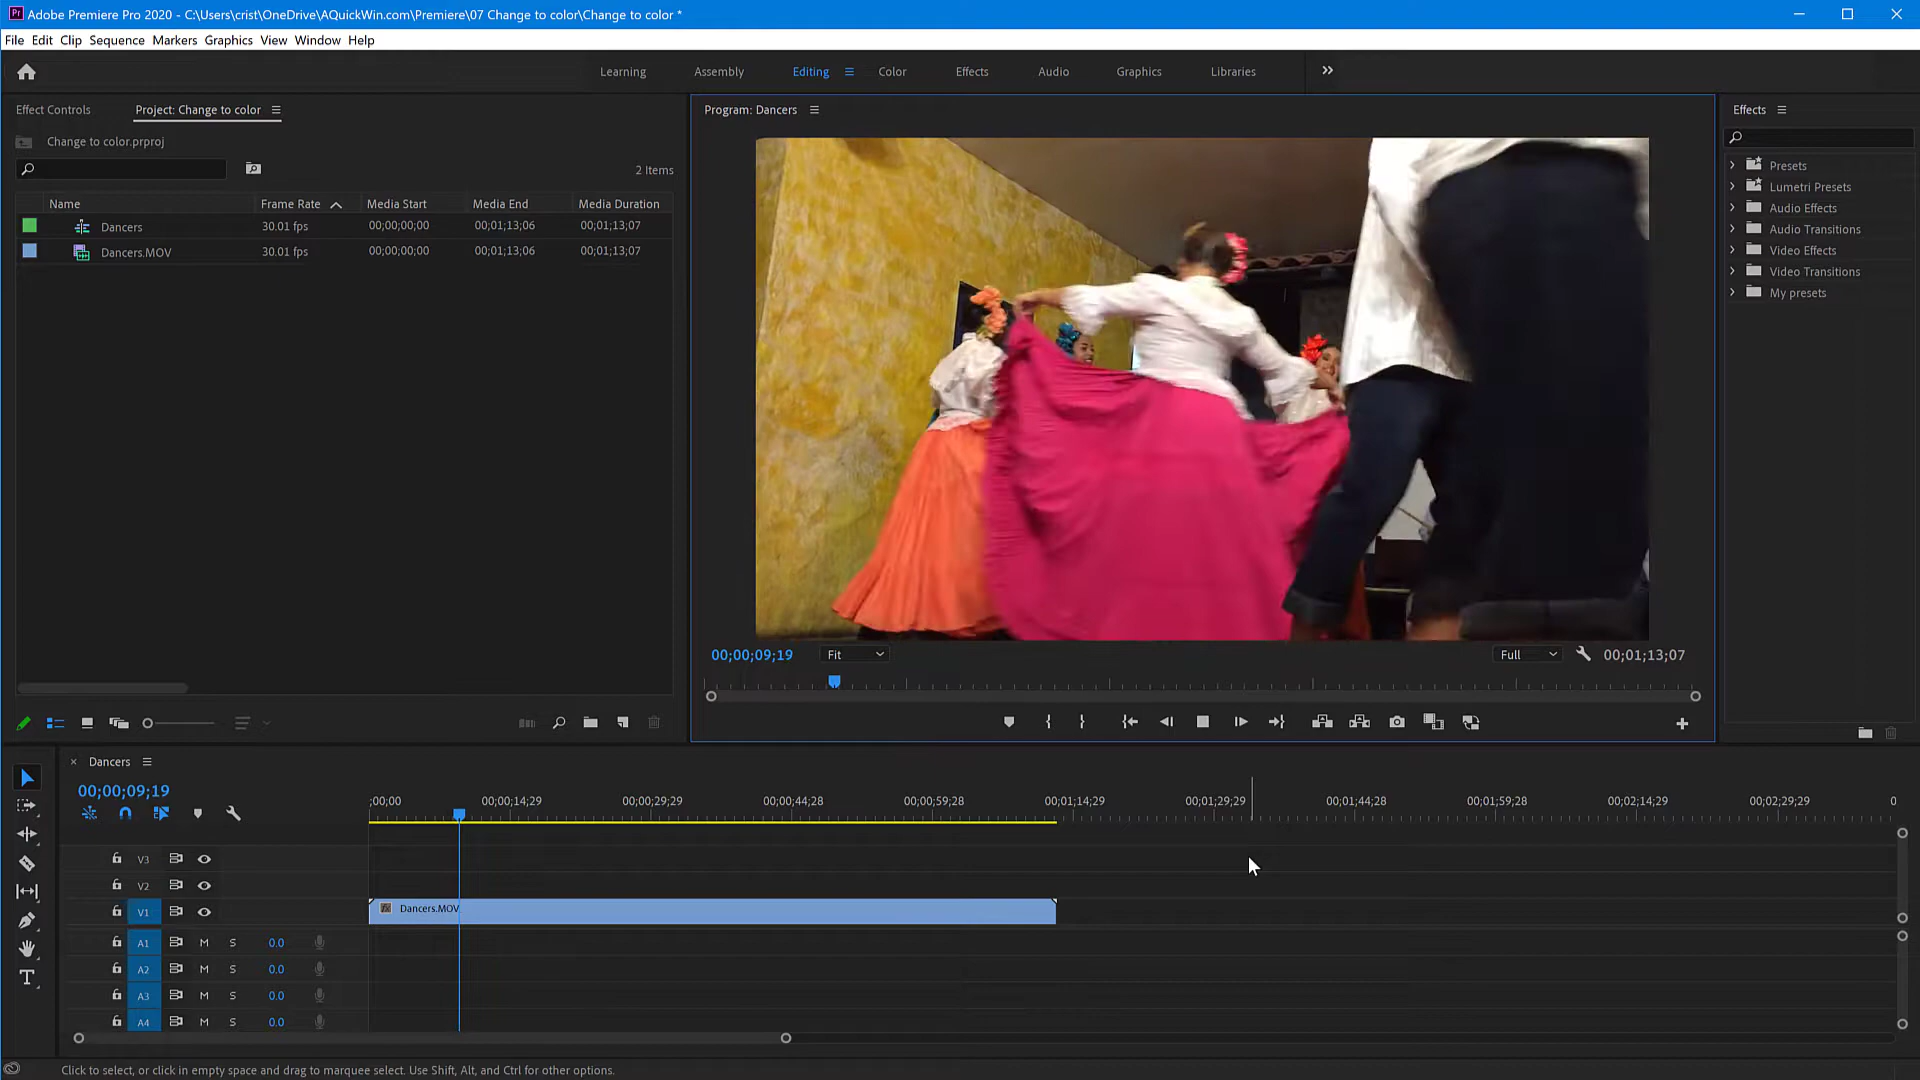 Adobe Premiere Pro 2020 - C:\Users\crist\OneDrive\AQuickWin.com\Premiere\07 Change to color\Change to color *
File Edit Clip Sequence Markers Graphics View Window Help
Learning Assembly Editing Color Effects Audio Graphics Libraries
Effect Controls Project: Change to color
Change to color.prproj
2 Items
Name Frame Rate Media Start Media End Media Duration
Dancers 30.01 fps 00;00;00;00 00;01;13;06 00;01;13;07
Dancers.MOV 30.01 fps 00;00;00;00 00;01;13;06 00;01;13;07
Program: Dancers
00;00;09;19 Fit Full 00;01;13;07
Effects
Presets
Lumetri Presets
Audio Effects
Audio Transitions
Video Effects
Video Transitions
My presets
Dancers
00;00;09;19
;00;00 00;00;14;29 00;00;29;29 00;00;44;28 00;00;59;28 00;01;14;29 00;01;29;29 00;01;44;28 00;01;59;28 00;02;14;29 00;02;29;29 0
V3
V2
V1 Dancers.MOV
A1 M S 0.0
A2 M S 0.0
A3 M S 0.0
A4 M S 0.0
Click to select, or click in empty space and drag to marquee select. Use Shift, Alt, and Ctrl for other options.